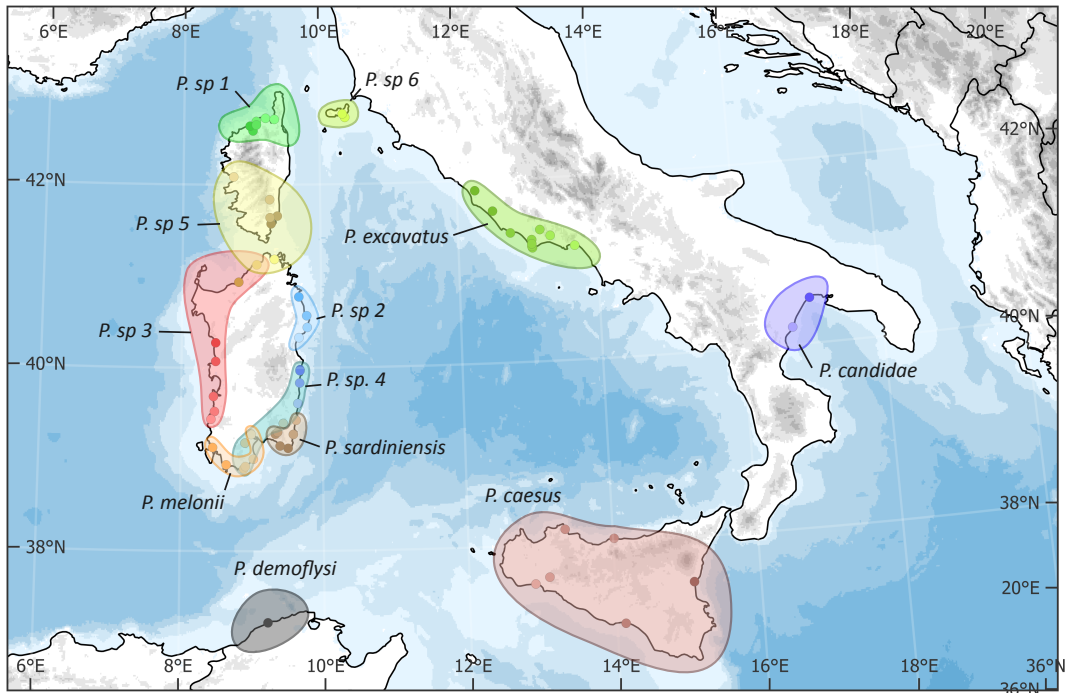 6°E 8°E 10°E 12°E 14°E 16°E 18°E 20°E
P. sp 1
P. sp 6
42°N
42°N
P. sp 5
P. excavatus
P. sp 2
40°N
P. sp 3
40°N
P. sp. 4
P. candidae
P. sardiniensis
P. melonii
P. caesus
38°N
38°N
P. demoflysi
20°E
6°E 8°E 10°E 12°E 14°E 16°E 18°E 36°N
36°N